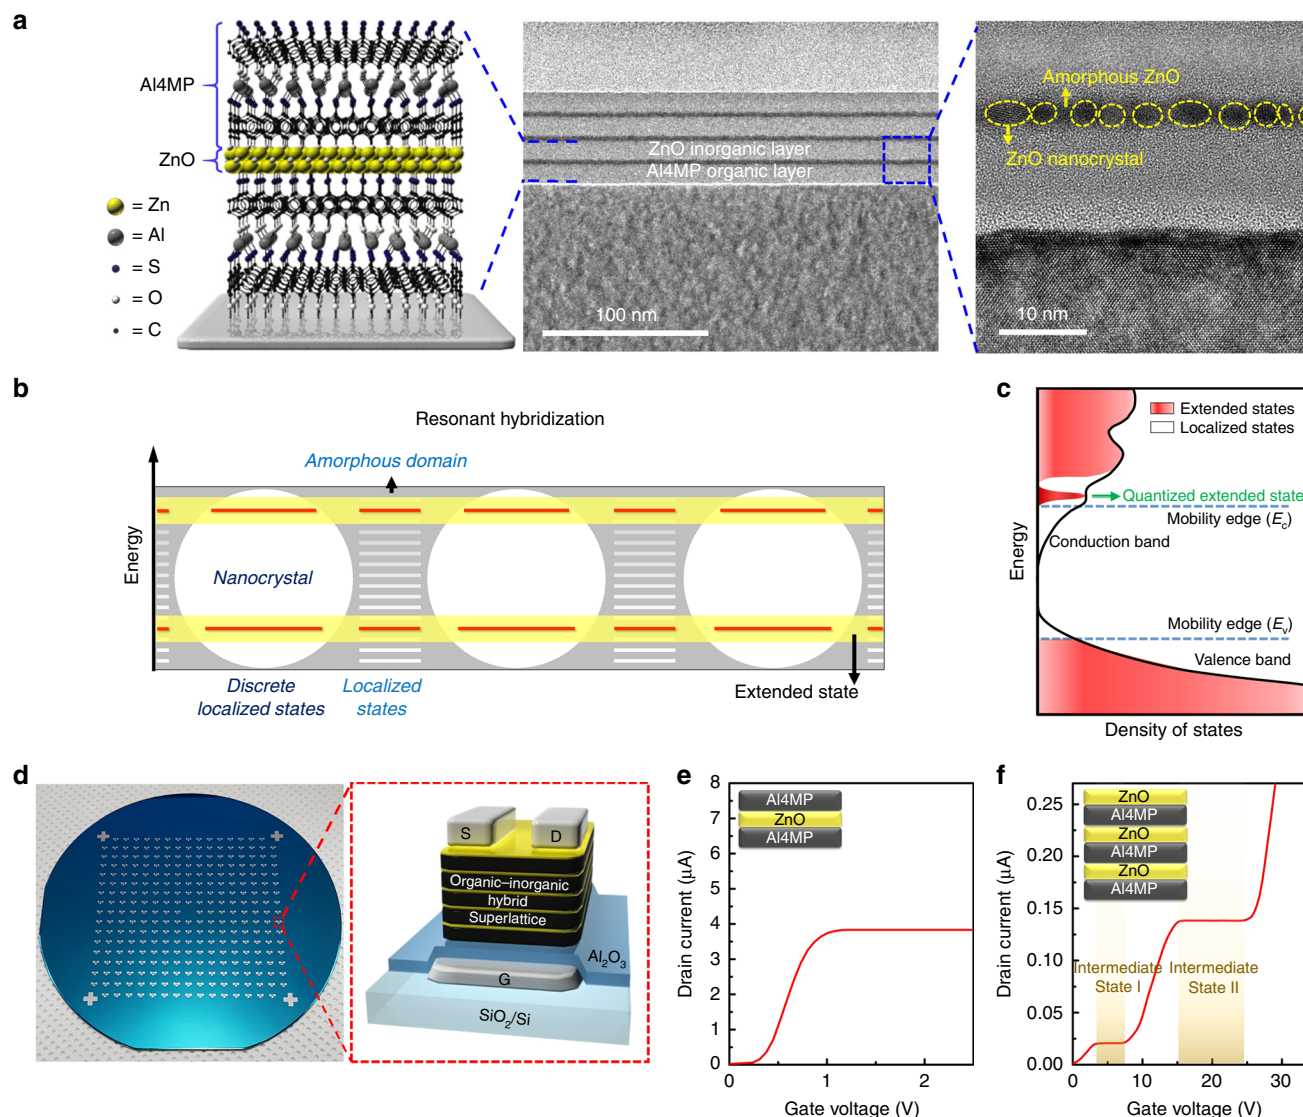 a
Al4MP
ZnO
= Zn
= Al
= S
= O
= C
ZnO inorganic layer
Al4MP organic layer
100 nm
Amorphous ZnO
ZnO nanocrystal
10 nm
b
Resonant hybridization
Amorphous domain
Energy
Nanocrystal
Discrete
localized states
Localized
states
Extended state
c
Extended states
Localized states
Quantized extended state
Mobility edge (Ec)
Conduction band
Mobility edge (Ev)
Valence band
Energy
Density of states
d
S
D
Organic–inorganic
hybrid
Superlattice
Al2O3
G
SiO2/Si
e
Al4MP
ZnO
Al4MP
Drain current (μA)
8
7
6
5
4
3
2
1
0
0
1
2
Gate voltage (V)
f
ZnO
Al4MP
ZnO
Al4MP
ZnO
Al4MP
Intermediate
State I
Intermediate
State II
Drain current (μA)
0.25
0.20
0.15
0.10
0.05
0.00
0
10
20
30
Gate voltage (V)